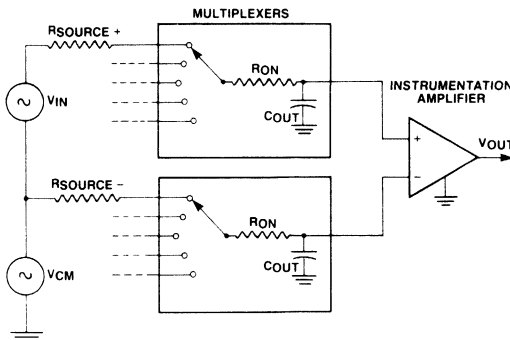 MULTIPLEXERS
RSOURCE +
RON
COUT
VIN
INSTRUMENTATION
AMPLIFIER
+
−
VOUT
RSOURCE −
RON
COUT
VCM